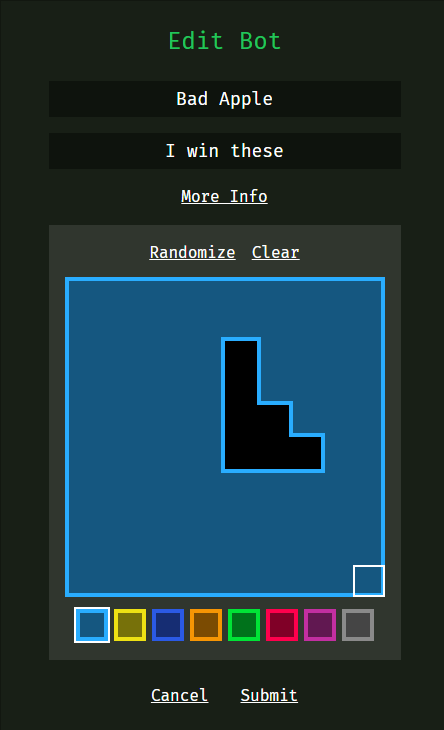 Edit Bot
Bad Apple
I win these
More Info
Randomize Clear
Cancel Submit